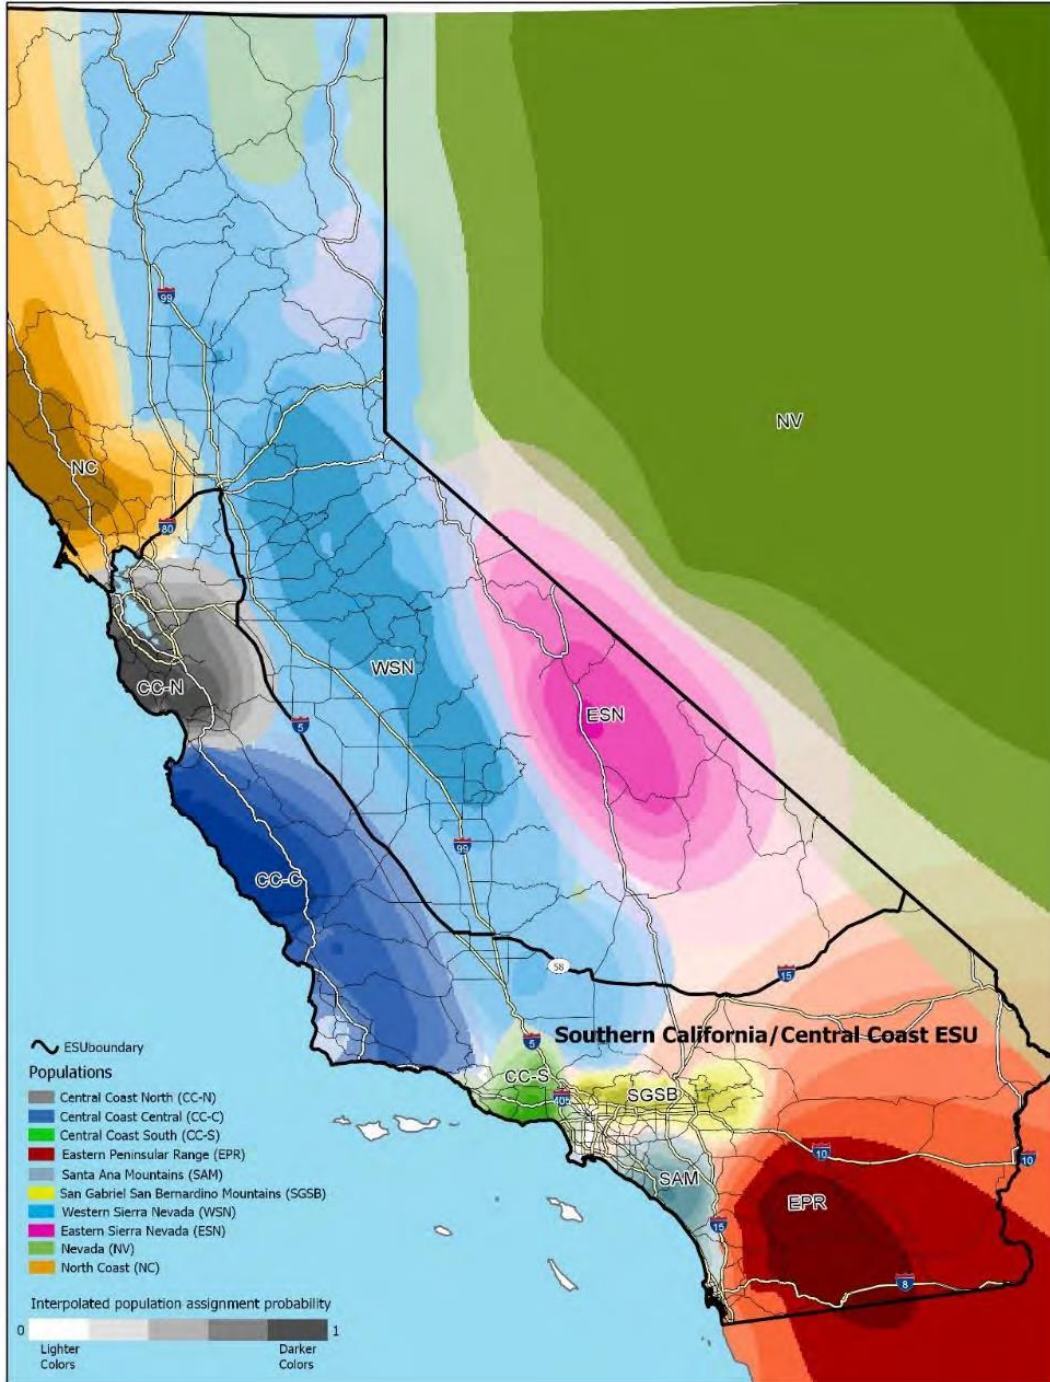 99
NV
NC
80
WSN
CC-N
ESN
5
99
CC-C
58
15
Southern California/Central Coast ESU
5
CC-S
405
SGSB
10
10
SAM
EPR
15
8
ESUboundary
Populations
Central Coast North (CC-N)
Central Coast Central (CC-C)
Central Coast South (CC-S)
Eastern Peninsular Range (EPR)
Santa Ana Mountains (SAM)
San Gabriel San Bernardino Mountains (SGSB)
Western Sierra Nevada (WSN)
Eastern Sierra Nevada (ESN)
Nevada (NV)
North Coast (NC)
Interpolated population assignment probability
0 1
Lighter Darker
Colors Colors